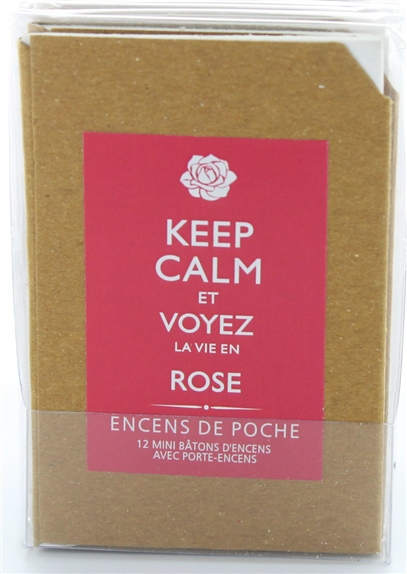 KEEP
CALM
ET
VOYEZ
LA VIE EN
ROSE
ENCENS DE POCHE
12 MINI BÂTONS D'ENCENS
AVEC PORTE-ENCENS